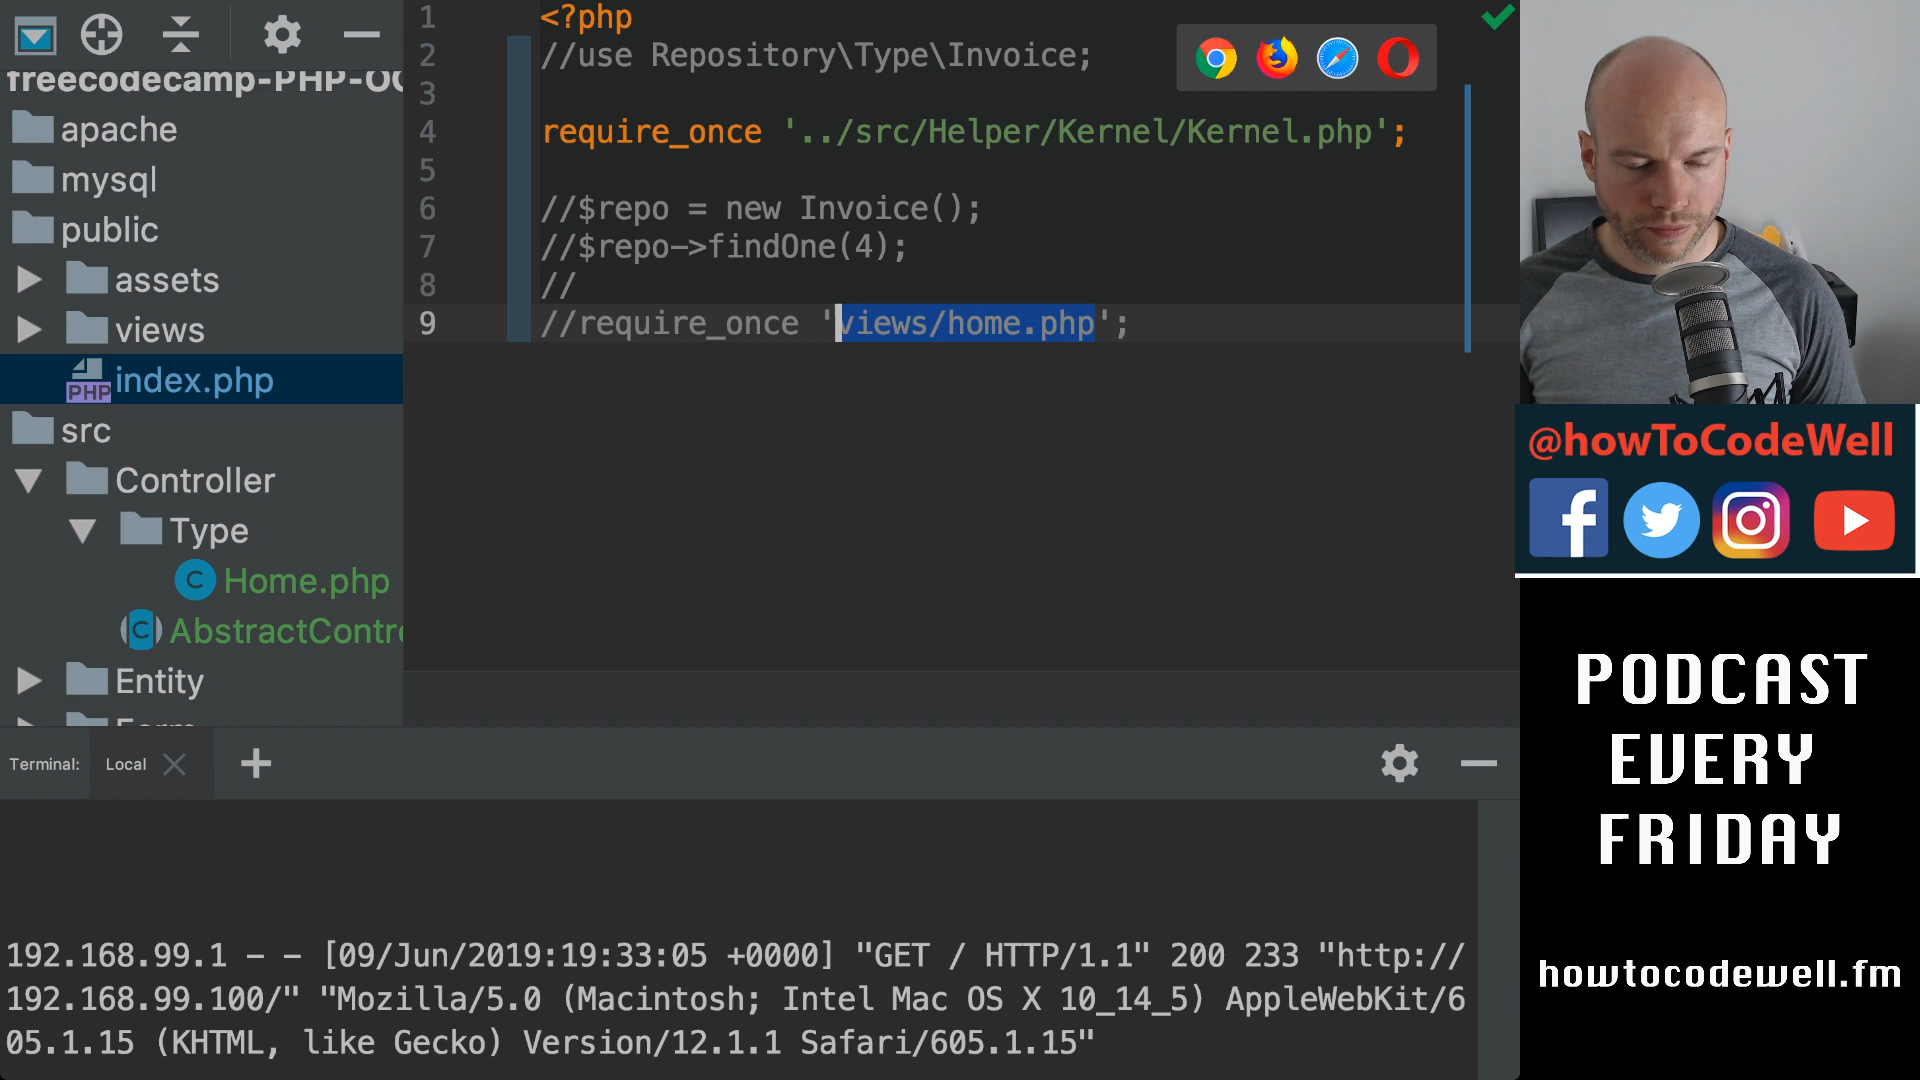 freecodecamp-PHP-OO
apache
mysql
public
assets
views
PHP index.php
src
Controller
Type
C Home.php
C AbstractContro
Entity
1 <?php
2 //use Repository\Type\Invoice;
3
4 require_once '../src/Helper/Kernel/Kernel.php';
5
6 //$repo = new Invoice();
7 //$repo->findOne(4);
8 //
9 //require_once 'views/home.php';
Terminal: Local
192.168.99.1 - - [09/Jun/2019:19:33:05 +0000] "GET / HTTP/1.1" 200 233 "http://
192.168.99.100/" "Mozilla/5.0 (Macintosh; Intel Mac OS X 10_14_5) AppleWebKit/6
05.1.15 (KHTML, like Gecko) Version/12.1.1 Safari/605.1.15"
@howToCodeWell
PODCAST
EVERY
FRIDAY
howtocodewell.fm